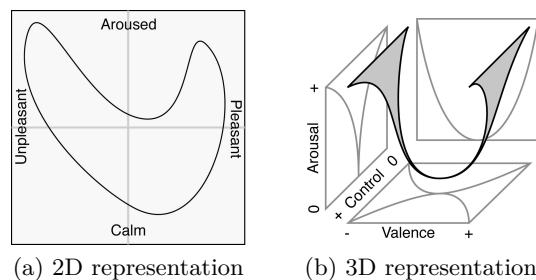 Aroused
Unpleasant
Pleasant
Calm
(a) 2D representation
+
Arousal
0
+ Control 0
- Valence +
(b) 3D representation